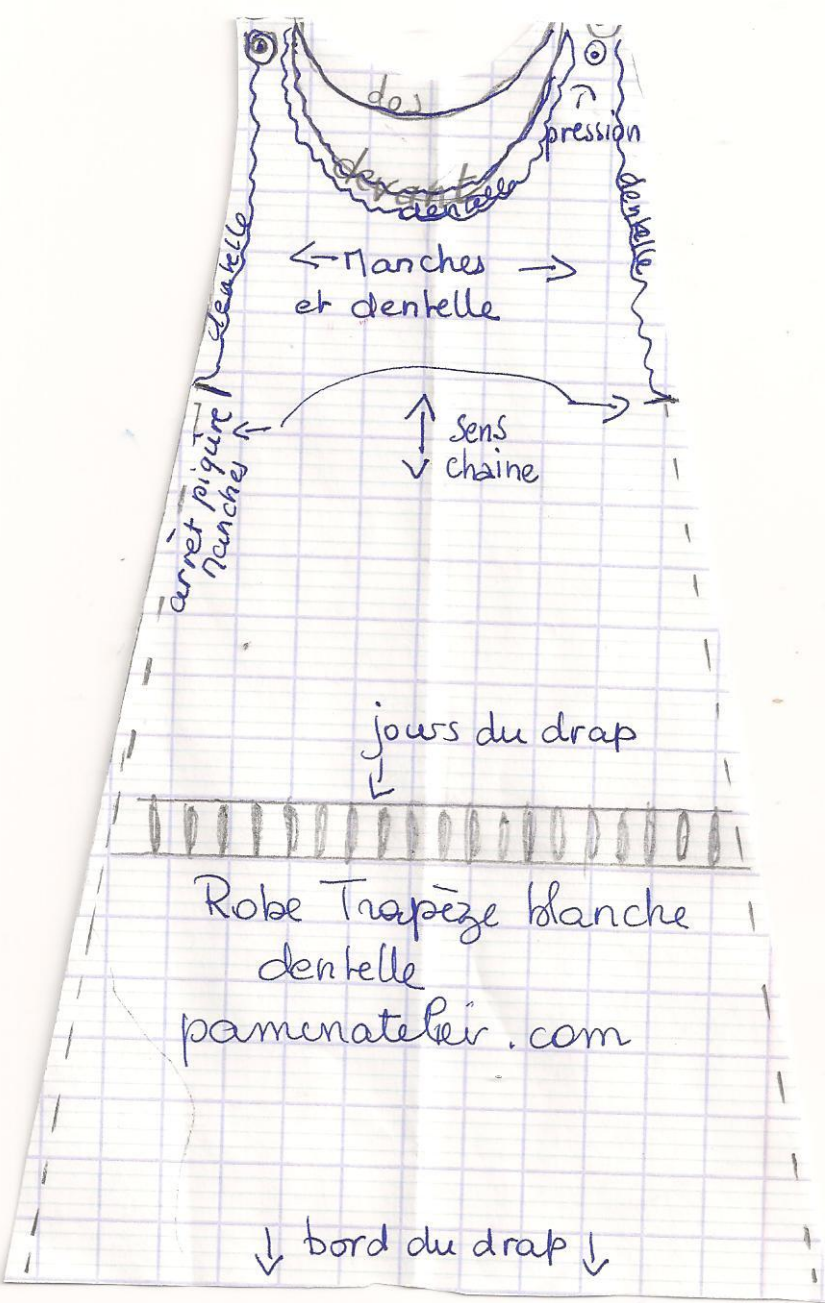 dos
pression
devant
dentelle
dentelle
dentelle
← Manches →
et dentelle
arrêt piqûre
Manches
sens
chaine
jours du drap
Robe Trapèze blanche
dentelle
paminatelier.com
↓ bord du drap ↓